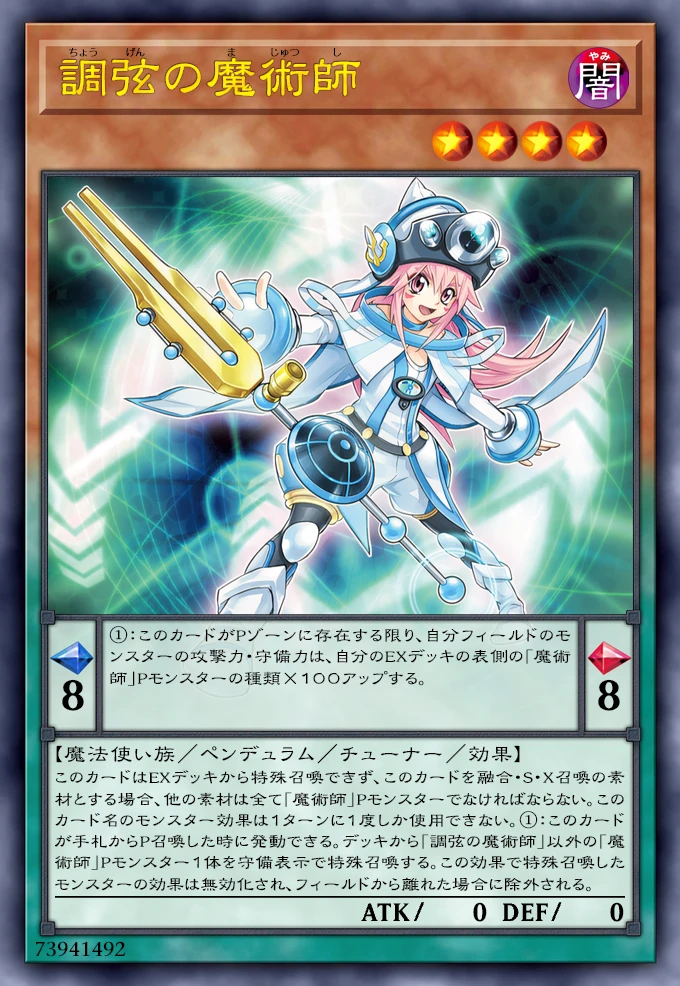 ちょう げん ま じゅつ し
調弦の魔術師
やみ
闇
①:このカードがPゾーンに存在する限り、自分フィールドのモ
ンスターの攻撃力・守備力は、自分のEXデッキの表側の「魔術
師」Pモンスターの種類×100アップする。
8
8
【魔法使い族/ペンデュラム/チューナー/効果】
このカードはEXデッキから特殊召喚できず、このカードを融合・S・X召喚の素
材とする場合、他の素材は全て「魔術師」Pモンスターでなければならない。この
カード名のモンスター効果は1ターンに1度しか使用できない。①:このカード
が手札からP召喚した時に発動できる。デッキから「調弦の魔術師」以外の「魔
術師」Pモンスター1体を守備表示で特殊召喚する。この効果で特殊召喚した
モンスターの効果は無効化され、フィールドから離れた場合に除外される。
ATK/ 0 DEF/ 0
73941492